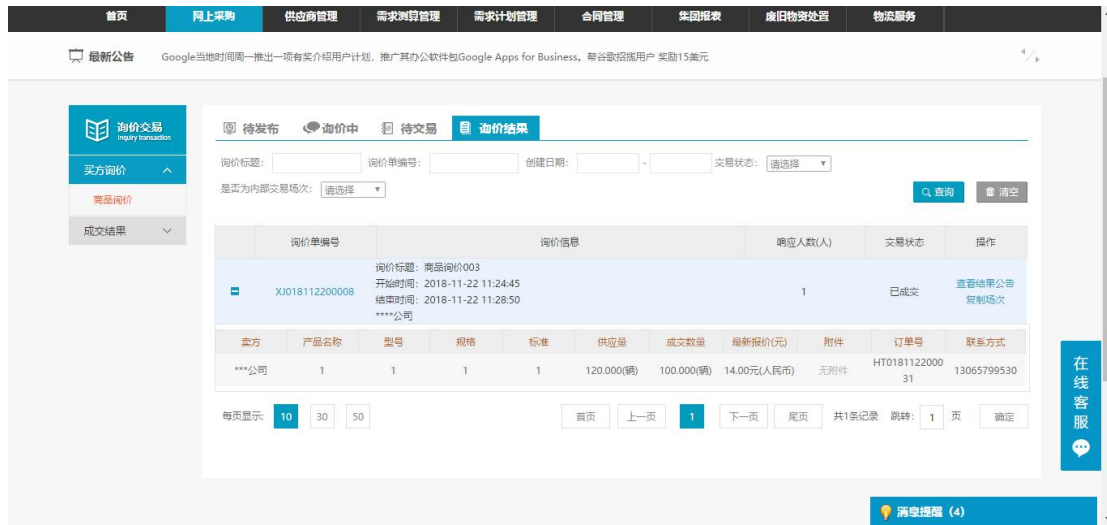 首页 网上采购 供应商管理 需求测算管理 需求计划管理 合同管理 集团报表 废旧物资处置 物流服务
最新公告 Google当地时间周一推出一项有奖介绍用户计划，推广其办公软件包Google Apps for Business。帮谷歌招揽用户 奖励15美元
询价交易
Inquiry transaction
买方询价
商品询价
成交结果
待发布 询价中 待交易 询价结果
询价标题: 询价单编号: 创建日期: - 交易状态: 请选择
是否为内部交易场次: 请选择 查询 清空
询价单编号 询价信息 响应人数(人) 交易状态 操作
询价标题: 商品询价003
开始时间: 2018-11-22 11:24:45
XJ018112200008 1 已成交 查看结果公告
结束时间: 2018-11-22 11:28:50 复制场次
****公司
卖方 产品名称 型号 规格 标准 供应量 成交数量 最新报价(元) 附件 订单号 联系方式
***公司 1 1 1 1 120.000(辆) 100.000(辆) 14.00元(人民币) 无附件 HT0181122000 13065799530
31
每页显示: 10 30 50 首页 上一页 1 下一页 尾页 共1条记录 跳转: 1 页 确定
在线客服
消息提醒（4）